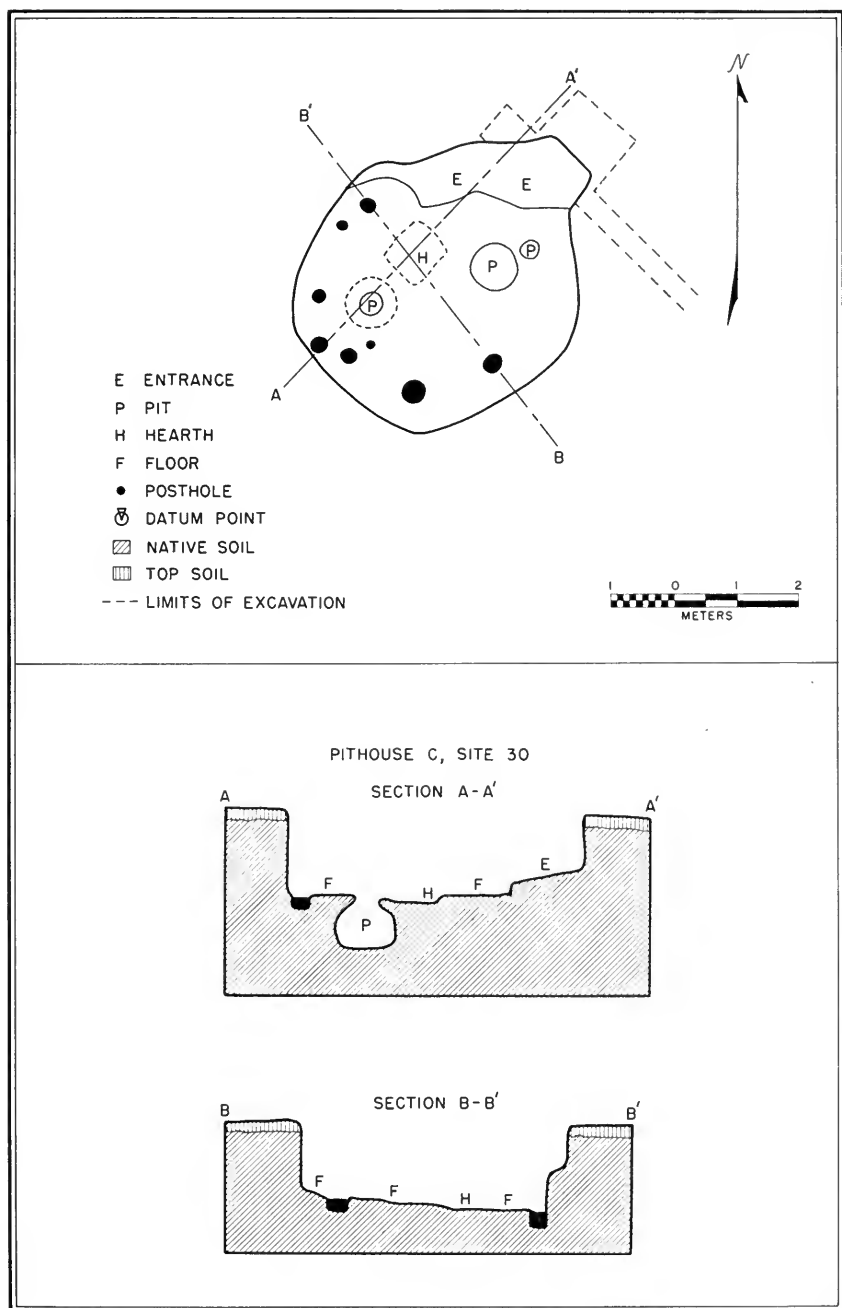 N
A'
B'
E
E
H
P
P
P
A
B
E ENTRANCE
P PIT
H HEARTH
F FLOOR
POSTHOLE
DATUM POINT
NATIVE SOIL
TOP SOIL
LIMITS OF EXCAVATION
1 0 1 2
METERS
PITHOUSE C, SITE 30
SECTION A-A'
A
A'
F
P
H
F
E
SECTION B-B'
B
B'
F
F
H
F